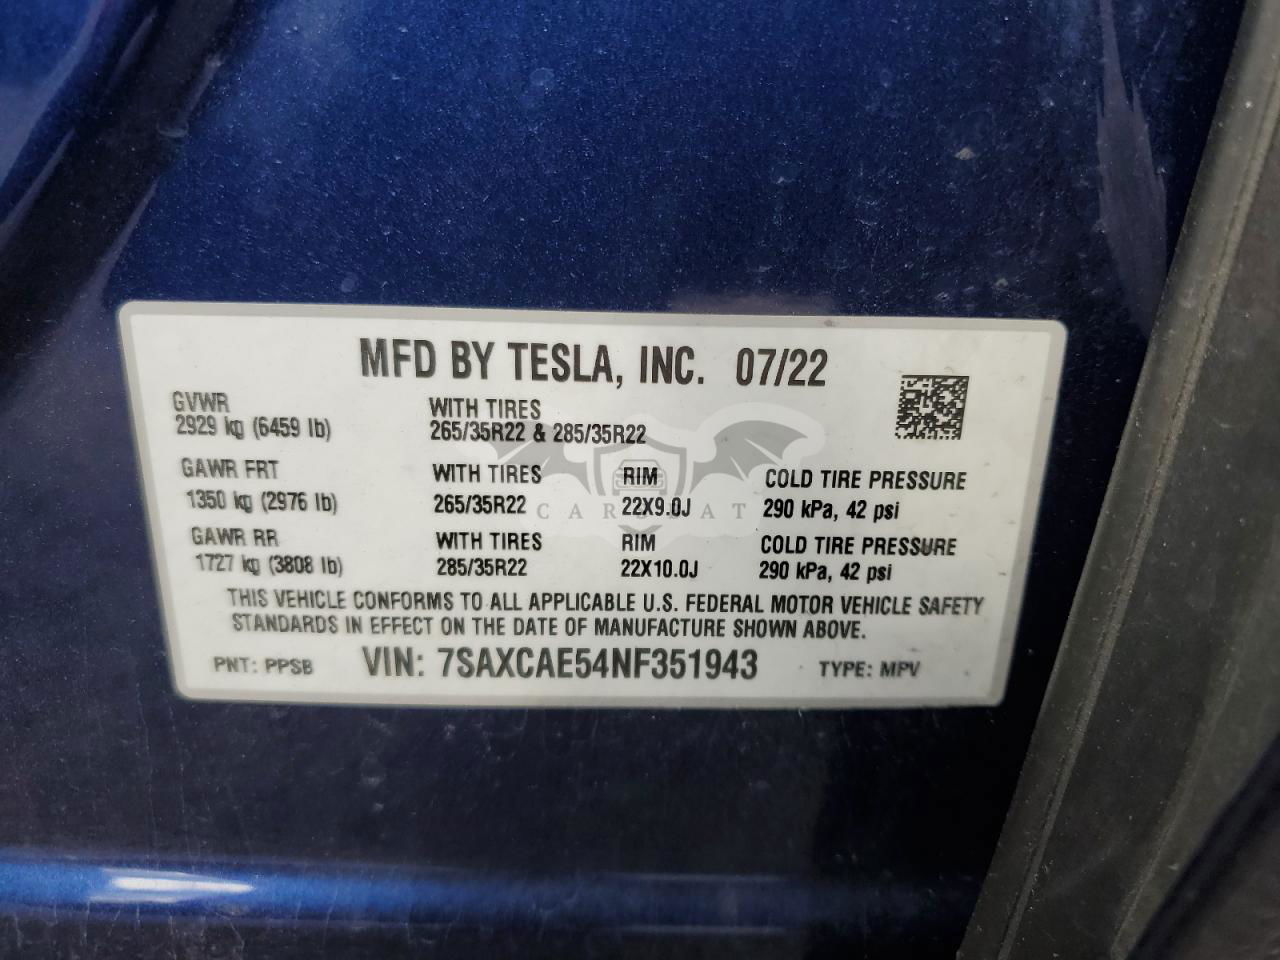 MFD BY TESLA, INC. 07/22
GVWR WITH TIRES
2929 kg (6459 lb) 265/35R22 & 285/35R22
GAWR FRT WITH TIRES RIM COLD TIRE PRESSURE
1350 kg (2976 lb) 265/35R22 22X9.0J 290 kPa, 42 psi
GAWR RR WITH TIRES RIM COLD TIRE PRESSURE
1727 kg (3808 lb) 285/35R22 22X10.0J 290 kPa, 42 psi
THIS VEHICLE CONFORMS TO ALL APPLICABLE U.S. FEDERAL MOTOR VEHICLE SAFETY
STANDARDS IN EFFECT ON THE DATE OF MANUFACTURE SHOWN ABOVE.
PNT: PPSB VIN: 7SAXCAE54NF351943 TYPE: MPV